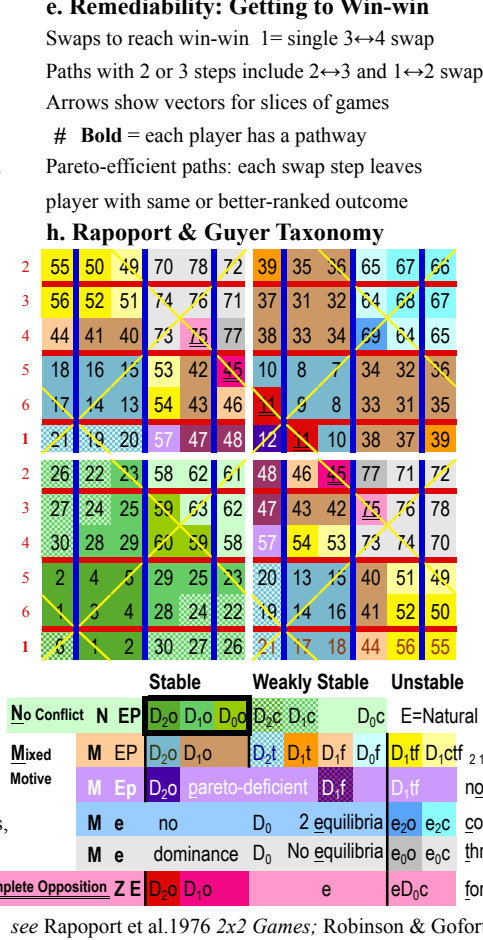 e. Remediability: Getting to Win-win
Swaps to reach win-win 1= single 3↔4 swap
Paths with 2 or 3 steps include 2↔3 and 1↔2 swap
Arrows show vectors for slices of games
# Bold = each player has a pathway
Pareto-efficient paths: each swap step leaves
player with same or better-ranked outcome
h. Rapoport & Guyer Taxonomy
2 55 50 49 70 78 72 39 35 36 65 67 66
3 56 52 51 74 76 71 37 31 32 64 68 67
4 44 41 40 73 75 77 38 33 34 69 64 65
5 18 16 15 53 42 45 10 8 7 34 32 36
6 17 14 13 54 43 46 11 9 8 33 31 35
1 21 19 20 57 47 48 12 11 10 38 37 39
2 26 22 23 58 62 61 48 46 45 77 71 72
3 27 24 25 59 63 62 47 43 42 75 76 78
4 30 28 29 60 59 58 57 54 53 73 74 70
5 2 4 5 29 25 23 20 13 15 40 51 49
6 1 3 4 28 24 22 19 14 16 41 52 50
1 6 1 2 30 27 26 21 17 18 44 56 55
Stable Weakly Stable Unstable
No Conflict N EP D2o D1o D0o D2c D1c D0c E=Natural
Mixed M EP D2o D1o D2t D1t D1f D0f D1tf D1ctf 2 1
Motive M Ep D2o pareto-deficient D1f D1tf no
s, M e no D0 2 equilibria e2o e2c co
M e dominance D0 No equilibria e0o e0c th
mplete Opposition Z E D2o D1o e eD0c for
see Rapoport et al.1976 2x2 Games; Robinson & Gofort